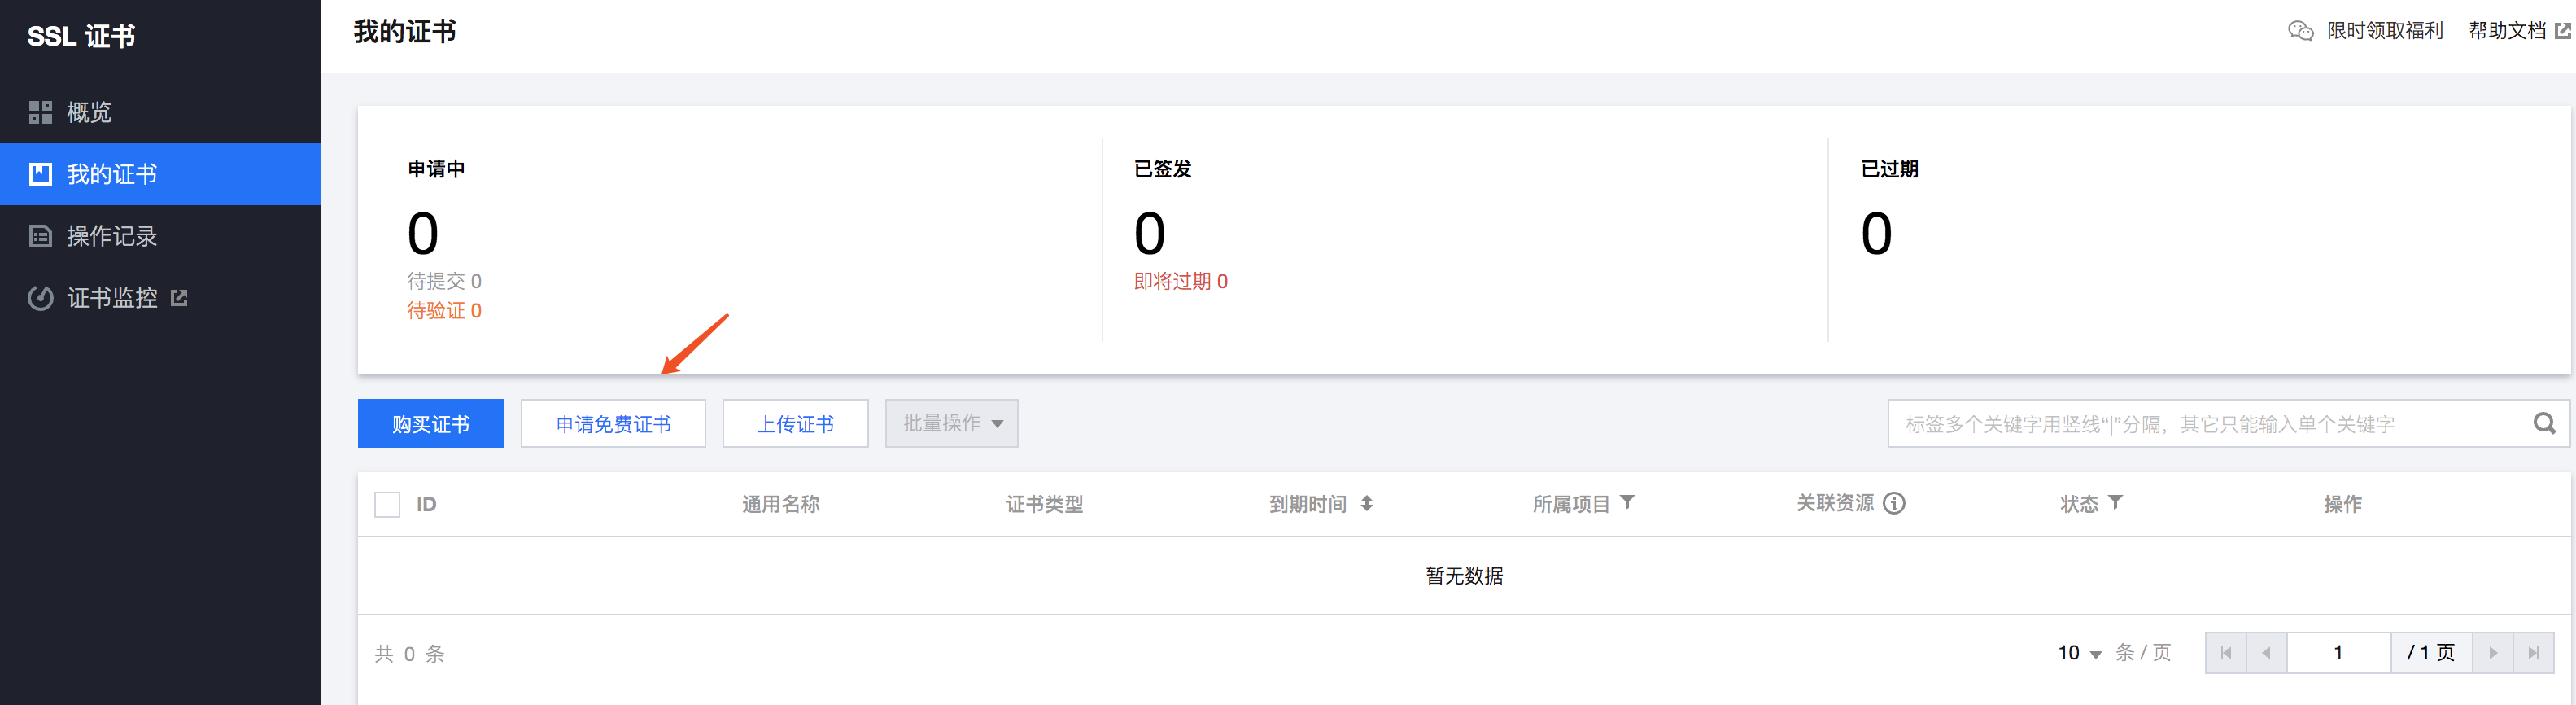 SSL 证书
概览
我的证书
操作记录
证书监控
我的证书
限时领取福利 帮助文档
申请中
0
待提交 0
待验证 0
已签发
0
即将过期 0
已过期
0
购买证书 申请免费证书 上传证书 批量操作 标签多个关键字用竖线“|”分隔，其它只能输入单个关键字
ID 通用名称 证书类型 到期时间 所属项目 关联资源 状态 操作
暂无数据
共 0 条 10 条 / 页 1 / 1 页